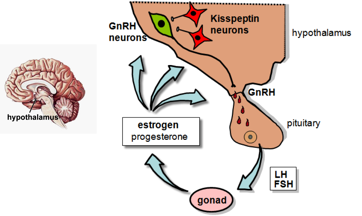 Kisspeptin
neurons
GnRH
neurons
hypothalamus
hypothalamus
GnRH
pituitary
estrogen
progesterone
LH
FSH
gonad